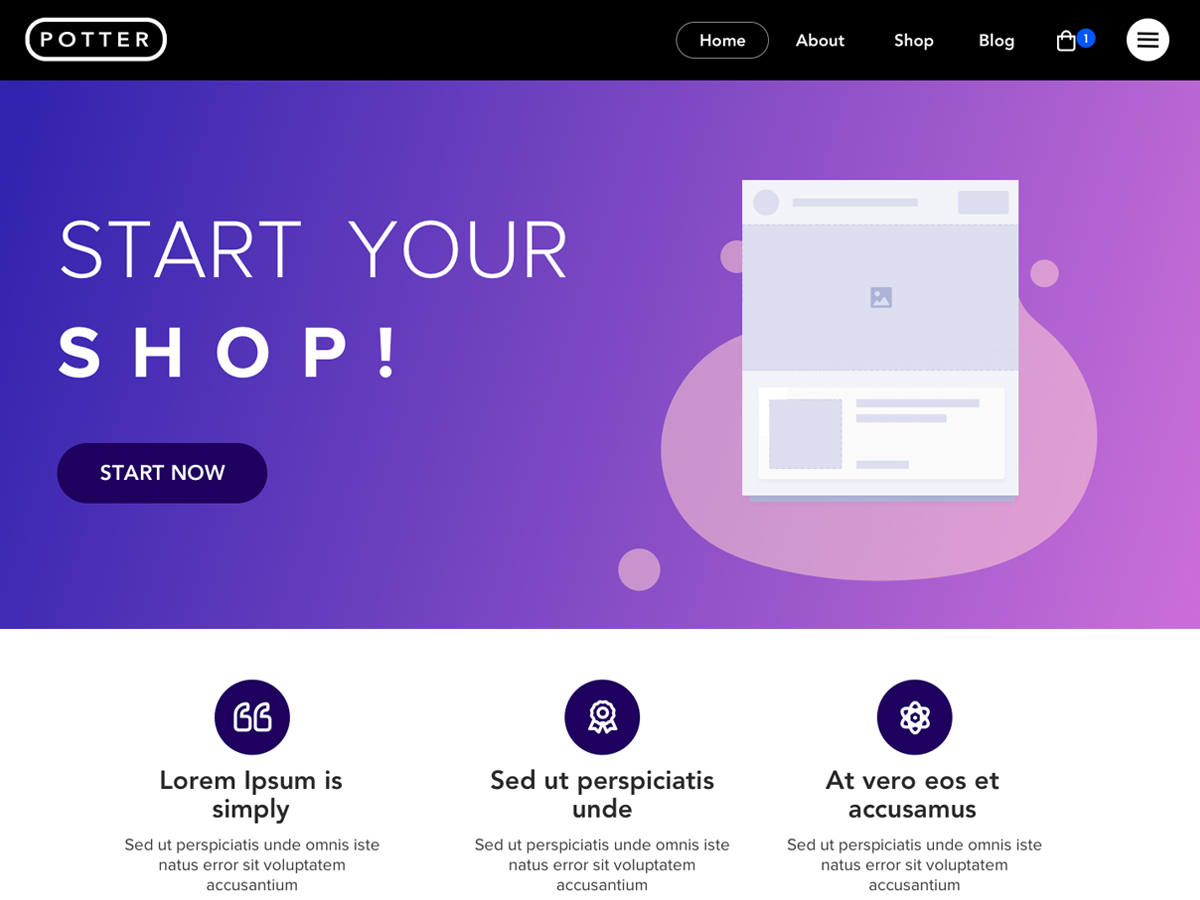 POTTER
Home About Shop Blog 1
START YOUR
SHOP!
START NOW
Lorem Ipsum is
simply
Sed ut perspiciatis unde omnis iste
natus error sit voluptatem
accusantium
Sed ut perspiciatis
unde
Sed ut perspiciatis unde omnis iste
natus error sit voluptatem
accusantium
At vero eos et
accusamus
Sed ut perspiciatis unde omnis iste
natus error sit voluptatem
accusantium